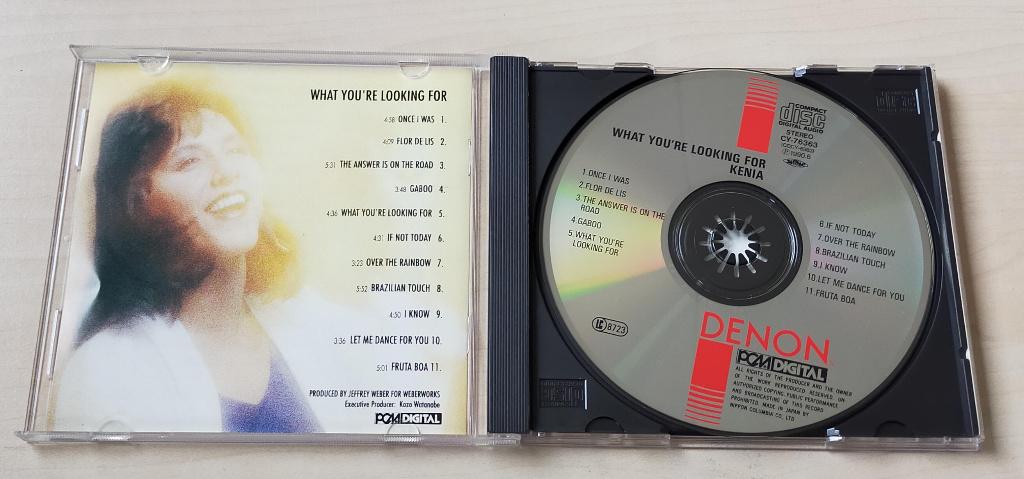 WHAT YOU'RE LOOKING FOR
4:58 ONCE I WAS 1.
4:09 FLOR DE LIS 2.
5:31 THE ANSWER IS ON THE ROAD 3.
3:48 GABOO 4.
4:36 WHAT YOU'RE LOOKING FOR 5.
4:31 IF NOT TODAY 6.
3:23 OVER THE RAINBOW 7.
5:52 BRAZILIAN TOUCH 8.
4:50 I KNOW 9.
3:36 LET ME DANCE FOR YOU 10.
5:01 FRUTA BOA 11.
PRODUCED BY JEFFREY WEBER FOR WEBERWORKS
Executive Producer: Kozo Watanabe
PCM DIGITAL
COMPACT
disc
DIGITAL AUDIO
STEREO
CY-76363
Ⓟ1990.6
WHAT YOU'RE LOOKING FOR
KENIA
1.ONCE I WAS
2.FLOR DE LIS
3.THE ANSWER IS ON THE
ROAD
4.GABOO
5.WHAT YOU'RE
LOOKING FOR
6.IF NOT TODAY
7.OVER THE RAINBOW
8.BRAZILIAN TOUCH
9.I KNOW
10.LET ME DANCE FOR YOU
11.FRUTA BOA
LC 8723
DENON
PCM DIGITAL
ALL RIGHTS OF THE PRODUCER AND THE OWNER
OF THE WORK REPRODUCED RESERVED. UN
AUTHORIZED COPYING PUBLIC PERFORMANCE
AND BROADCASTING OF THIS RECORD
PROHIBITED. MADE IN JAPAN BY
NIPPON COLUMBIA CO., LTD